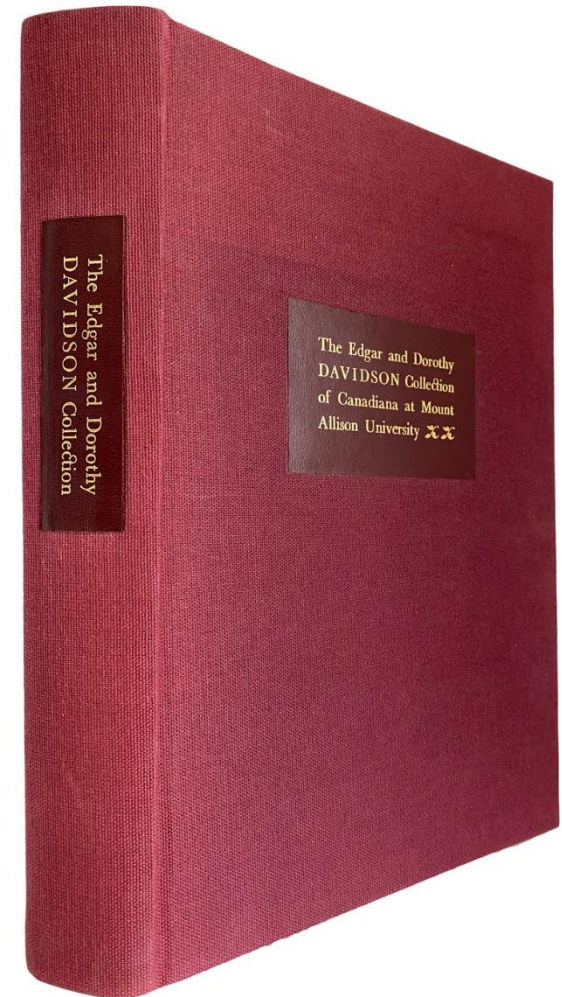 The Edgar and Dorothy
DAVIDSON Collection
The Edgar and Dorothy
DAVIDSON Collection
of Canadiana at Mount
Allison University